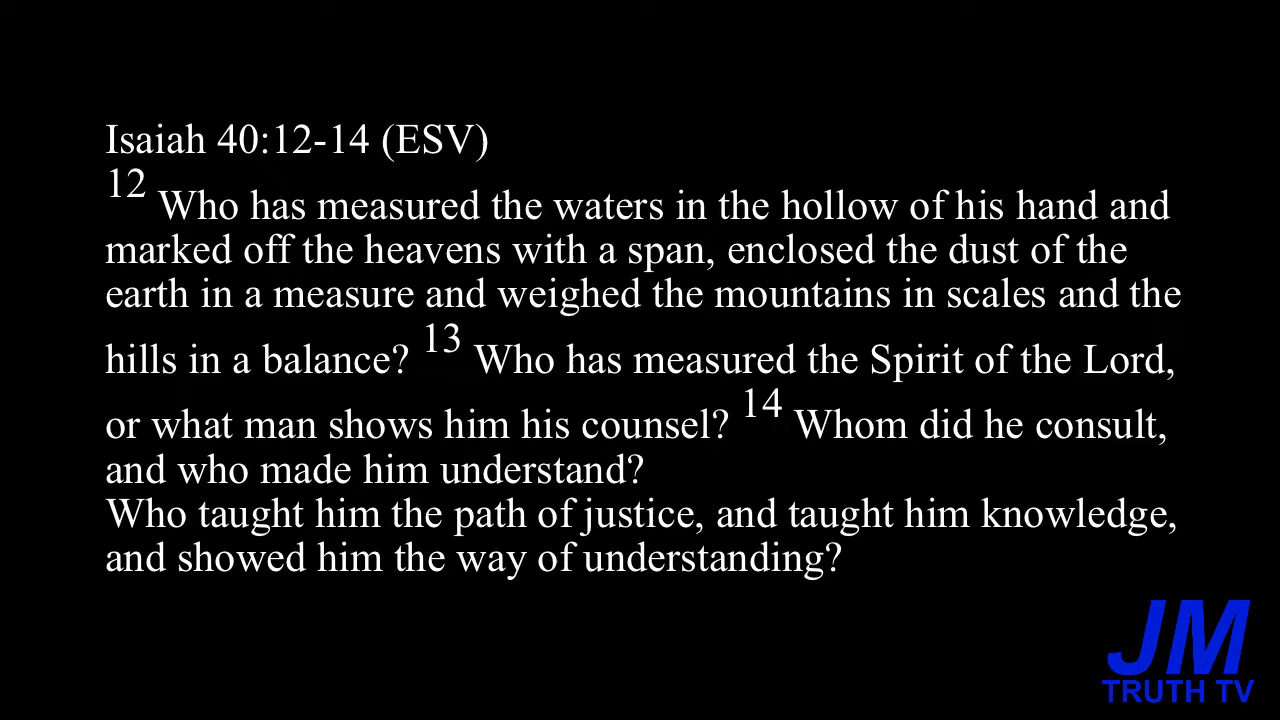 Isaiah 40:12-14 (ESV)
12 Who has measured the waters in the hollow of his hand and
marked off the heavens with a span, enclosed the dust of the
earth in a measure and weighed the mountains in scales and the
hills in a balance? 13 Who has measured the Spirit of the Lord,
or what man shows him his counsel? 14 Whom did he consult,
and who made him understand?
Who taught him the path of justice, and taught him knowledge,
and showed him the way of understanding?
JM
TRUTH TV